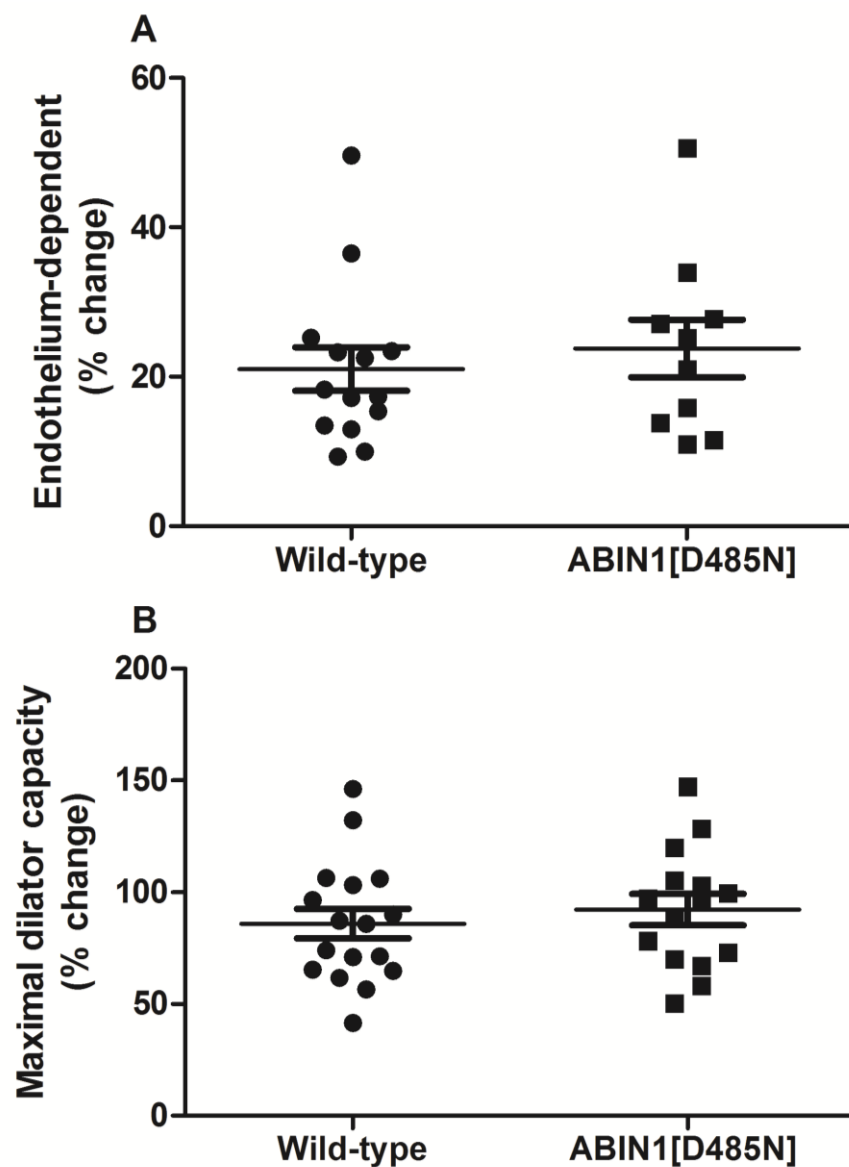 A
Endothelium-dependent
(% change)
60
40
20
0
Wild-type
ABIN1[D485N]
B
Maximal dilator capacity
(% change)
200
150
100
50
0
Wild-type
ABIN1[D485N]